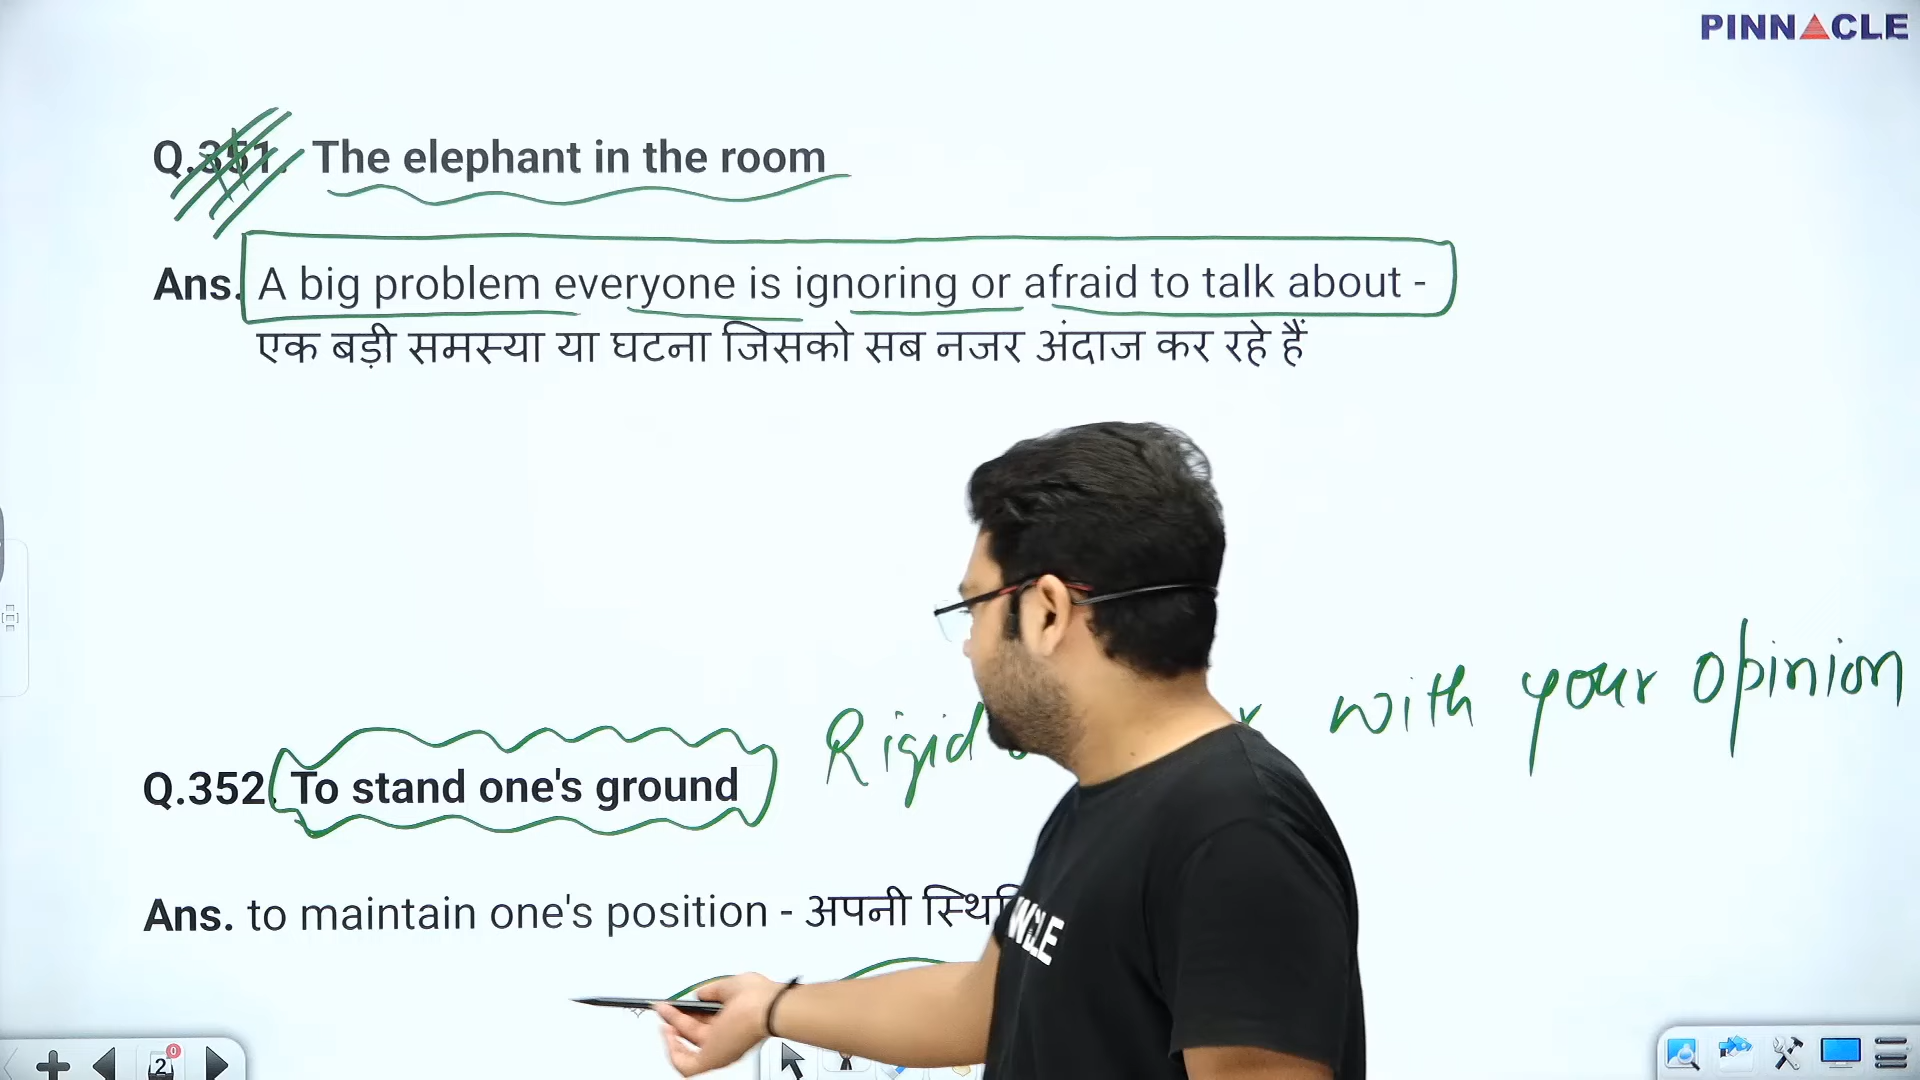 PINNACLE
Q.351. The elephant in the room
Ans. A big problem everyone is ignoring or afraid to talk about -
एक बड़ी समस्या या घटना जिसको सब नजर अंदाज कर रहे हैं
Rigid with your opinion
Q.352. To stand one's ground
Ans. to maintain one's position - अपनी
2
0